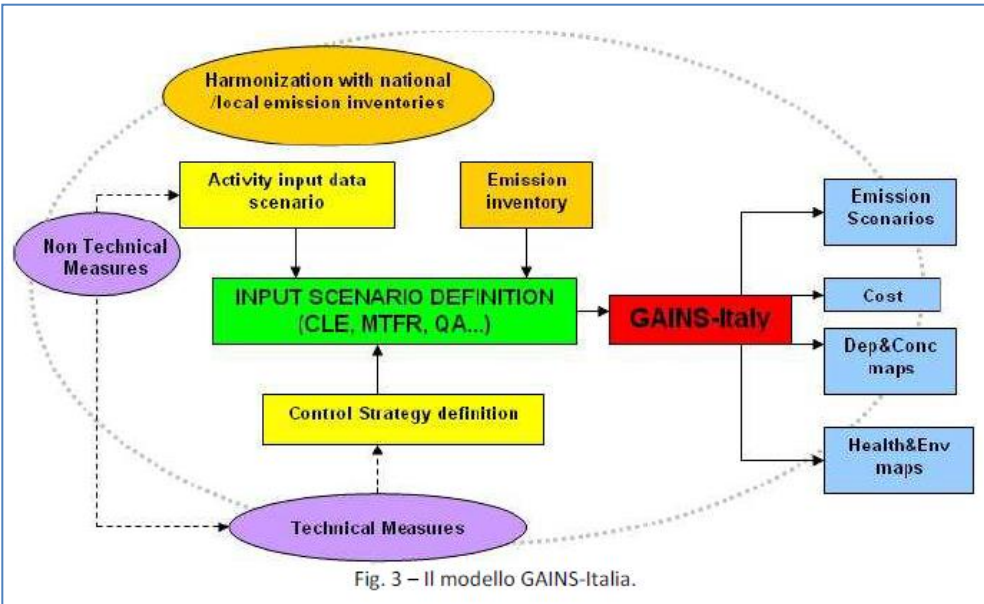 Harmonization with national
/local emission inventories
Activity input data
scenario
Emission
inventory
Emission
Scenarios
Non Technical
Measures
INPUT SCENARIO DEFINITION
(CLE, MTFR, QA...)
GAINS-Italy
Cost
Dep&Conc
maps
Control Strategy definition
Health&Env
maps
Technical Measures
Fig. 3 – Il modello GAINS-Italia.